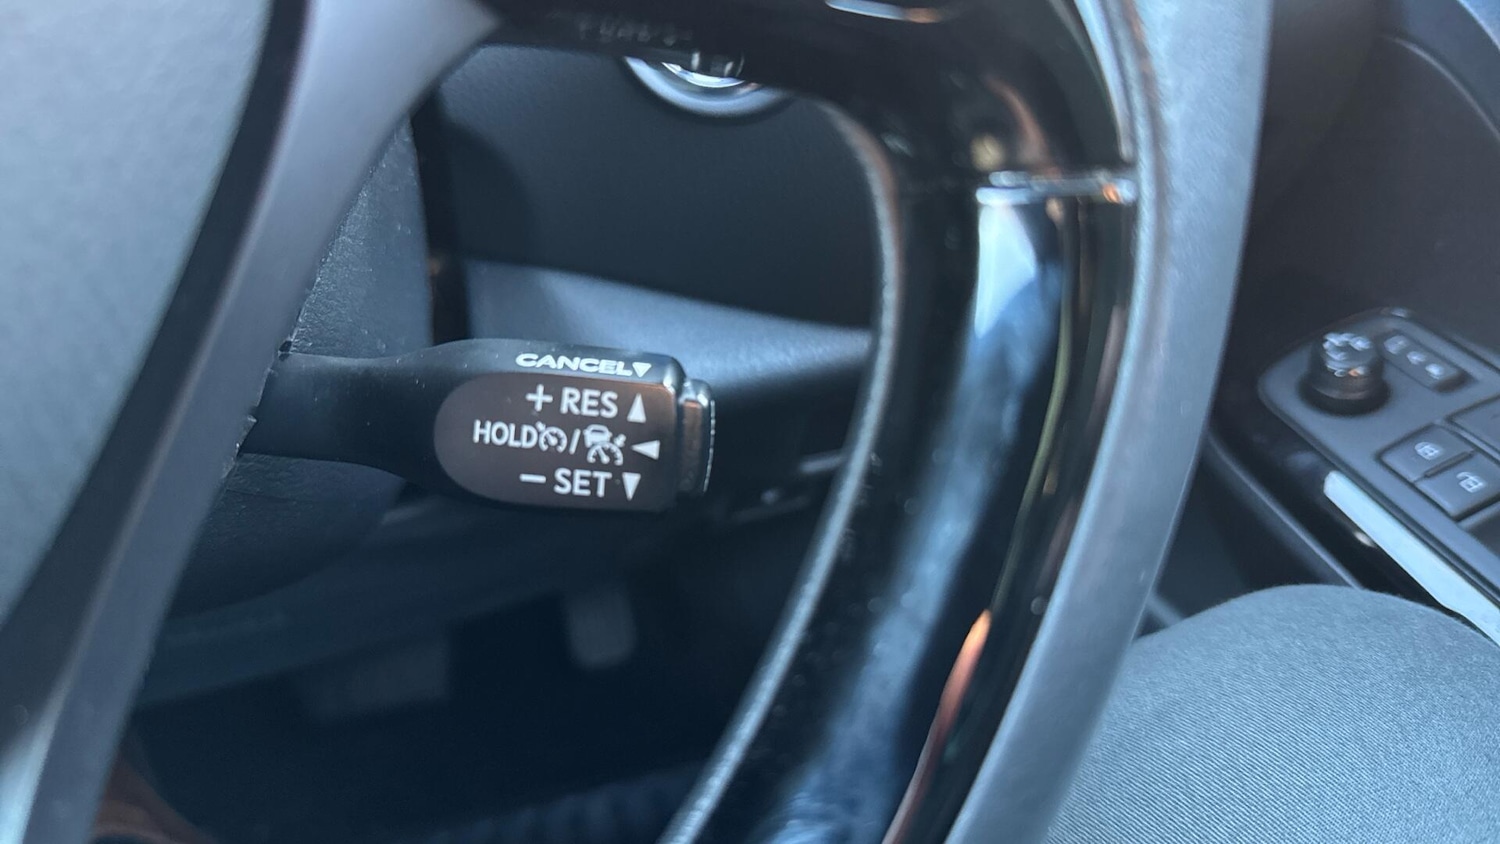 CANCEL▼
+ RES ▲
HOLD / ◀
− SET ▼